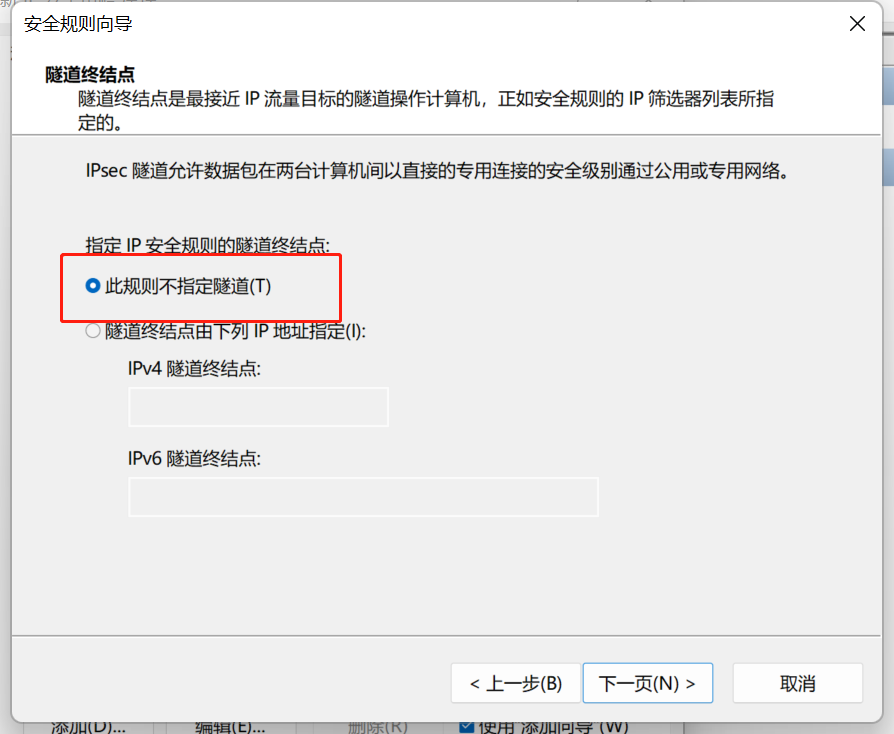 安全规则向导
隧道终结点
隧道终结点是最接近 IP 流量目标的隧道操作计算机，正如安全规则的 IP 筛选器列表所指
定的。
IPsec 隧道允许数据包在两台计算机间以直接的专用连接的安全级别通过公用或专用网络。
指定 IP 安全规则的隧道终结点:
此规则不指定隧道(T)
隧道终结点由下列 IP 地址指定(I):
IPv4 隧道终结点:
IPv6 隧道终结点:
< 上一步(B) 下一页(N) > 取消
添加(D)... 编辑(E)... 删除(R) 使用"添加向导"(W)